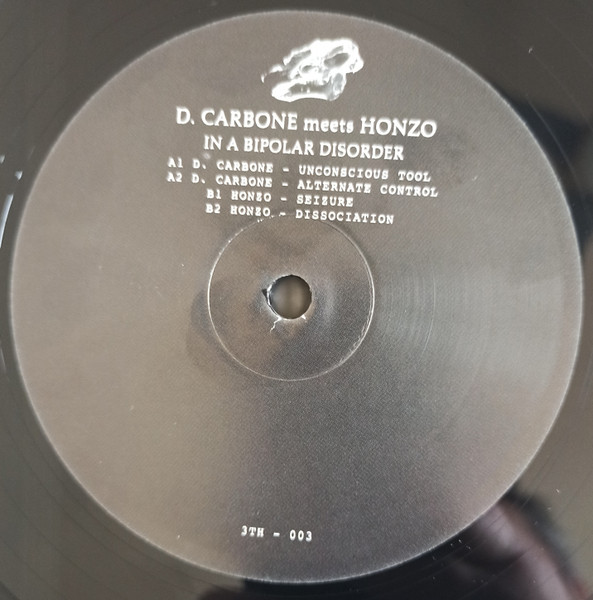 D. CARBONE meets HONZO
IN A BIPOLAR DISORDER
A1 D. CARBONE - UNCONSCIOUS TOOL
A2 D. CARBONE - ALTERNATE CONTROL
B1 HONZO - SEIZURE
B2 HONZO - DISSOCIATION
3TH - 003